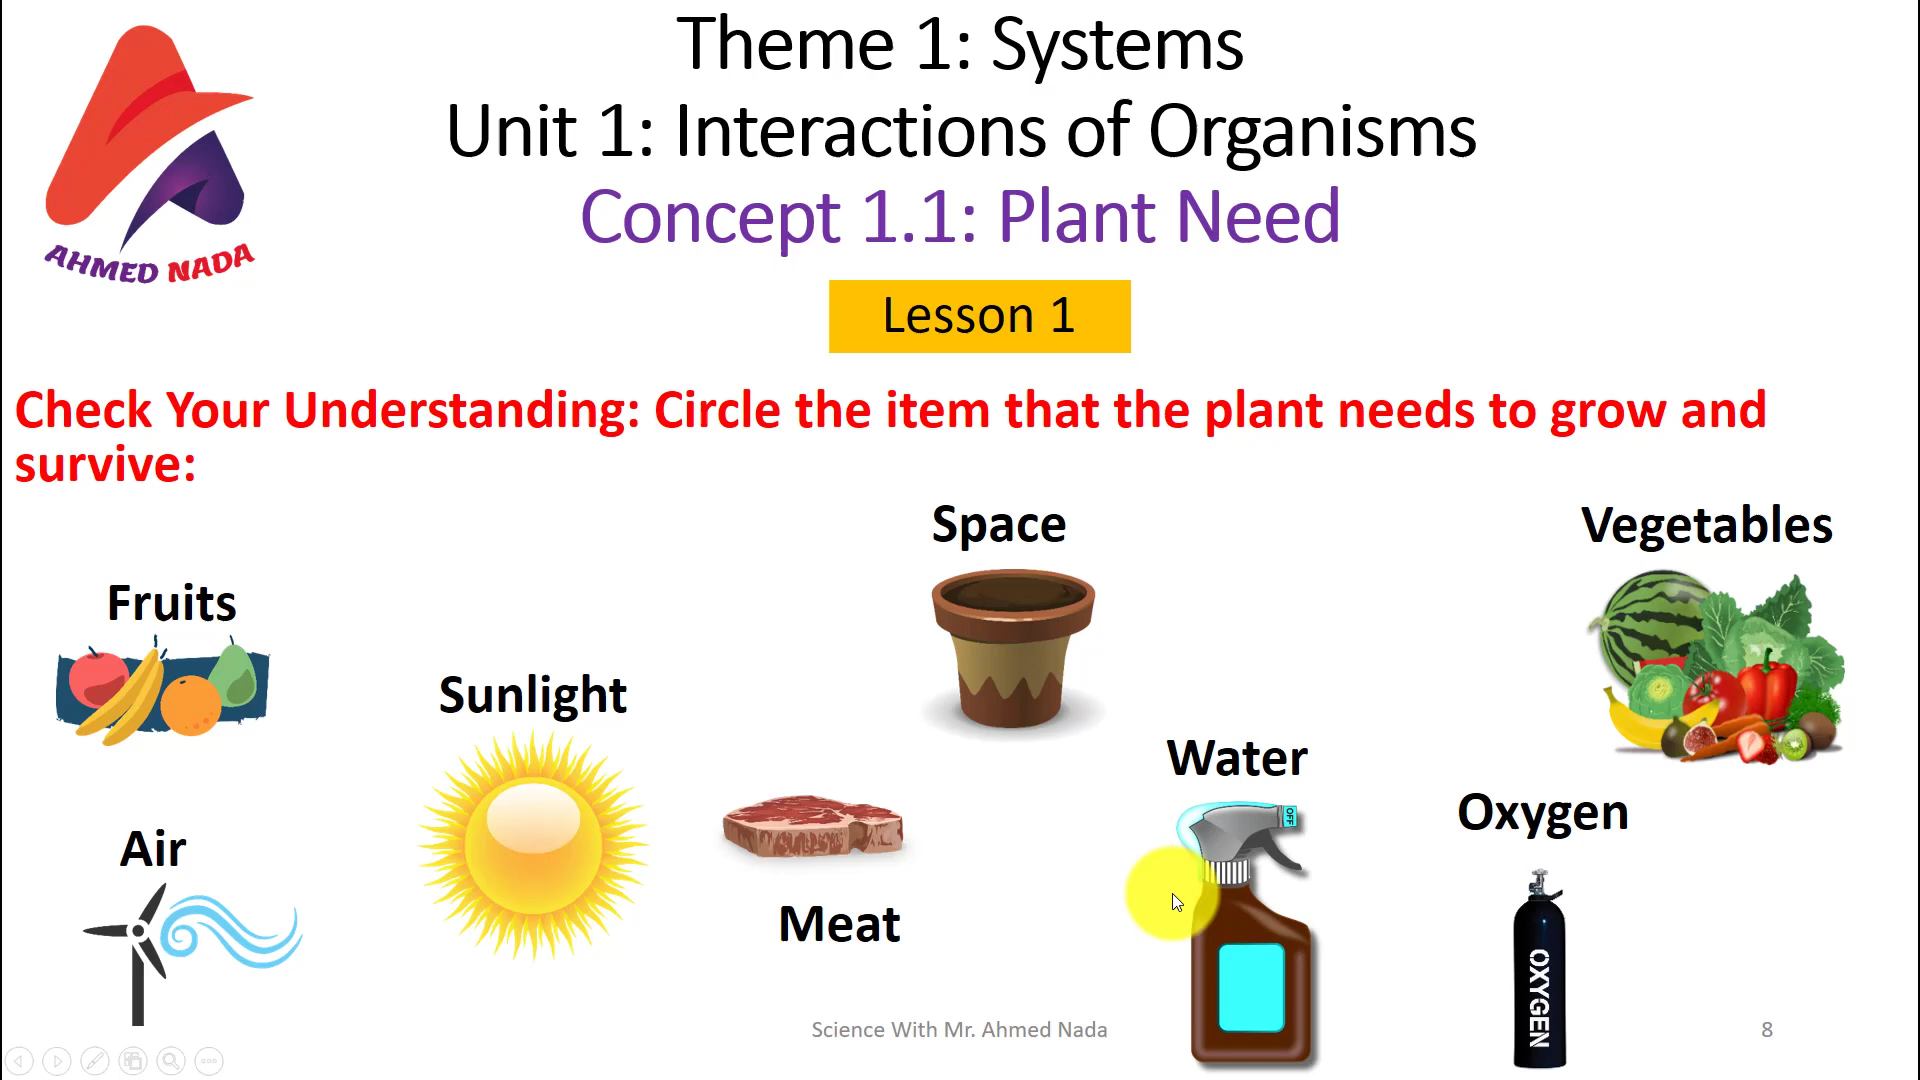 Theme 1: Systems
Unit 1: Interactions of Organisms
Concept 1.1: Plant Need
AHMED NADA
Lesson 1
Check Your Understanding: Circle the item that the plant needs to grow and
survive:
Space
Vegetables
Fruits
Sunlight
Water
OFF
Oxygen
Air
Meat
OXYGEN
Science With Mr. Ahmed Nada
8